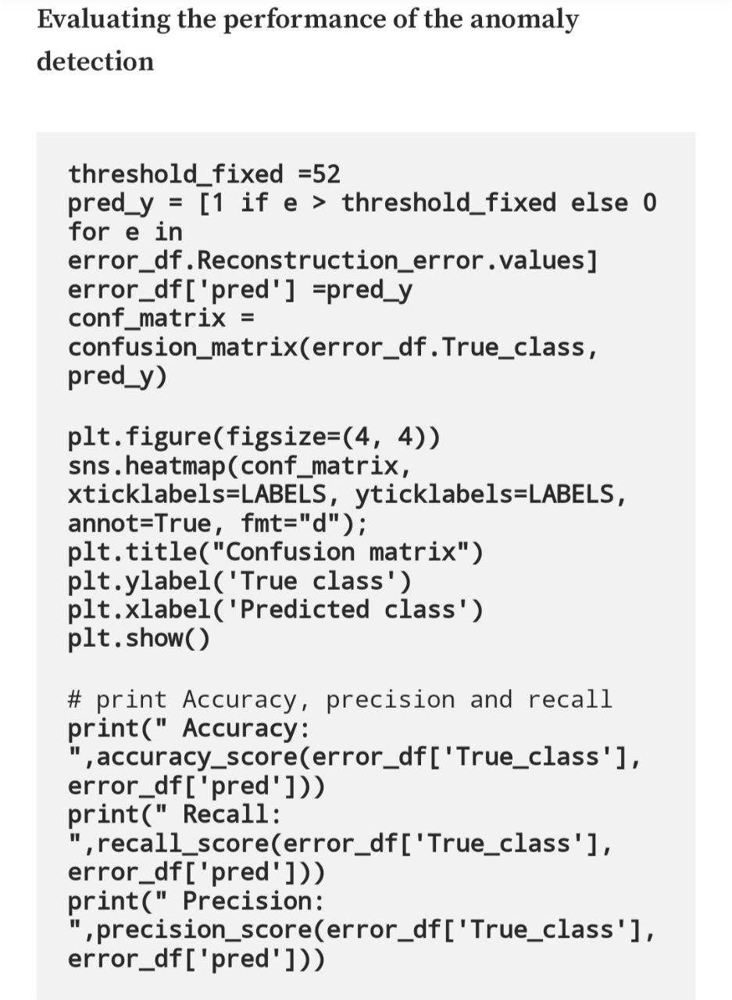 Evaluating the performance of the anomaly
detection
threshold_fixed =52
pred_y = [1 if e > threshold_fixed else 0
for e in
error_df.Reconstruction_error.values]
error_df['pred'] =pred_y
conf_matrix =
confusion_matrix(error_df.True_class,
pred_y)
plt.figure(figsize=(4, 4))
sns.heatmap(conf_matrix,
xticklabels=LABELS, yticklabels=LABELS,
annot=True, fmt="d");
plt.title("Confusion matrix")
plt.ylabel('True class')
plt.xlabel('Predicted class')
plt.show()
# print Accuracy, precision and recall
print(" Accuracy:
",accuracy_score(error_df['True_class'],
error_df['pred']))
print(" Recall:
",recall_score(error_df['True_class'],
error_df['pred']))
print(" Precision:
",precision_score(error_df['True_class'],
error_df['pred']))